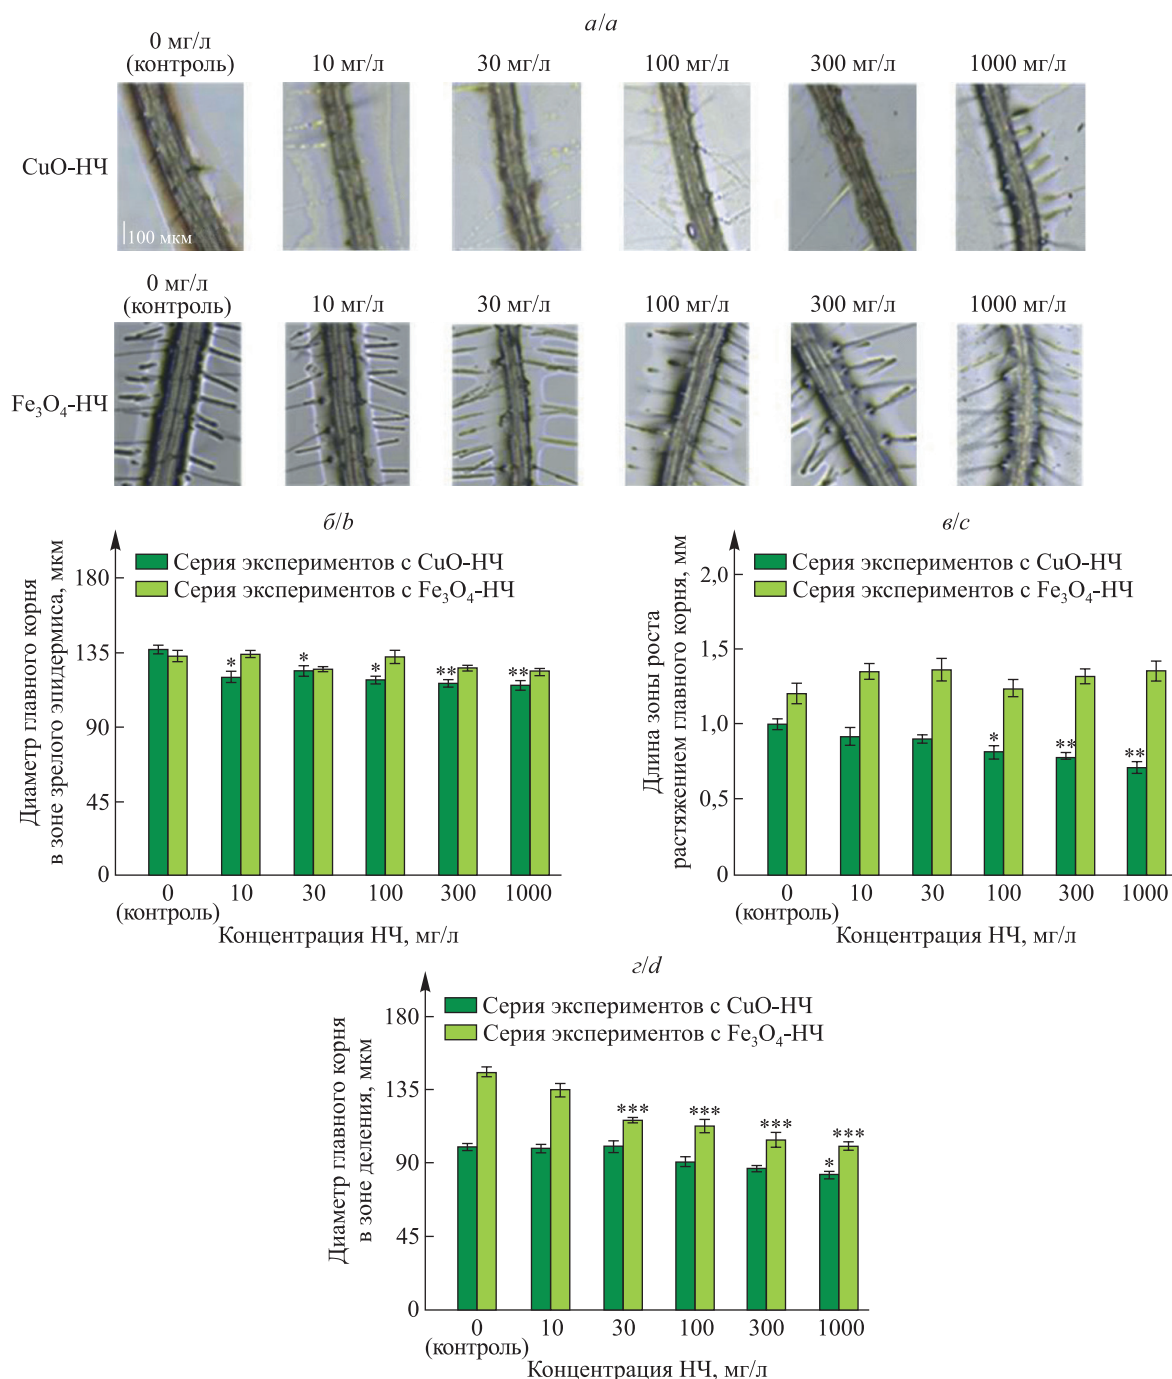 а/a
0 мг/л
(контроль)
10 мг/л
30 мг/л
100 мг/л
300 мг/л
1000 мг/л
CuO-НЧ
100 мкм
0 мг/л
(контроль)
10 мг/л
30 мг/л
100 мг/л
300 мг/л
1000 мг/л
Fe₃O₄-НЧ
б/b
Диаметр главного корня
в зоне зрелого эпидермиса, мкм
Серия экспериментов с CuO-НЧ
Серия экспериментов с Fe₃O₄-НЧ
180
135
90
45
0
* * * ** **
0
(контроль)
10
30
100
300
1000
Концентрация НЧ, мг/л
в/c
Длина зоны роста
растяжением главного корня, мм
Серия экспериментов с CuO-НЧ
Серия экспериментов с Fe₃O₄-НЧ
2,0
1,5
1,0
0,5
0
* ** **
0
(контроль)
10
30
100
300
1000
Концентрация НЧ, мг/л
г/d
Диаметр главного корня
в зоне деления, мкм
Серия экспериментов с CuO-НЧ
Серия экспериментов с Fe₃O₄-НЧ
180
135
90
45
0
*** *** *** ***
*
0
(контроль)
10
30
100
300
1000
Концентрация НЧ, мг/л